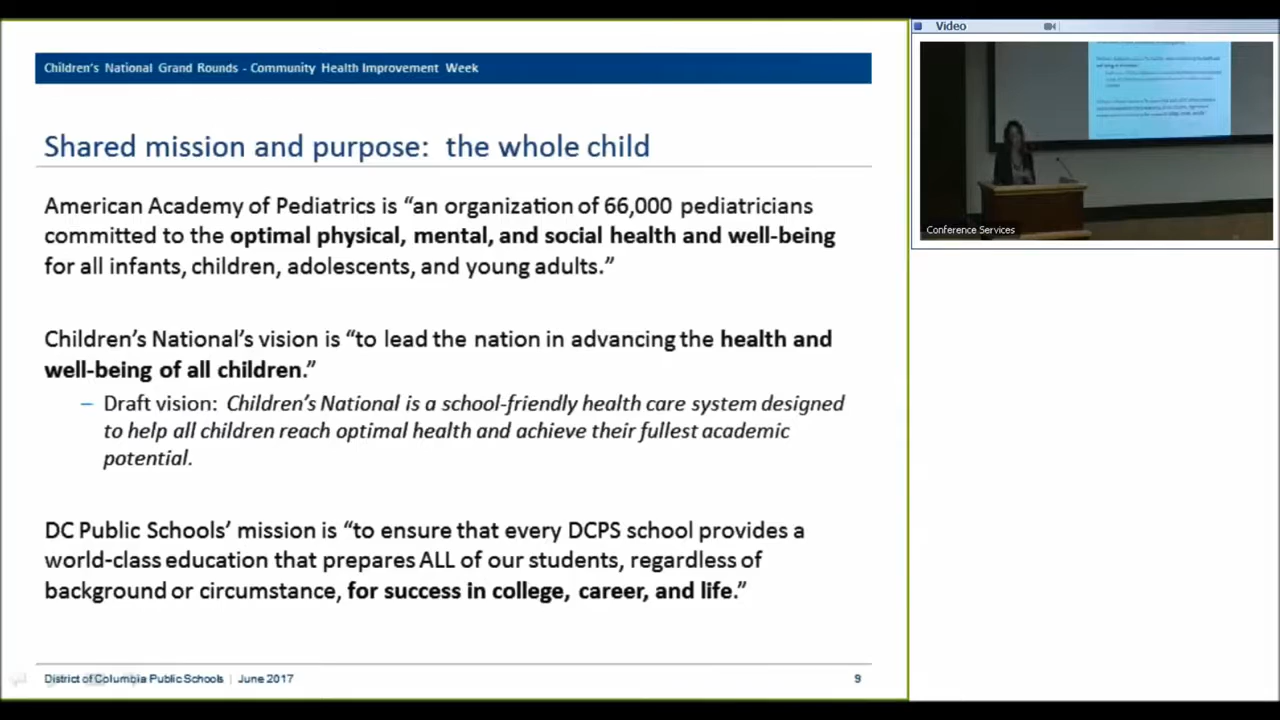 Children's National Grand Rounds - Community Health Improvement Week
Shared mission and purpose: the whole child
American Academy of Pediatrics is “an organization of 66,000 pediatricians
committed to the optimal physical, mental, and social health and well-being
for all infants, children, adolescents, and young adults.”
Children’s National’s vision is “to lead the nation in advancing the health and
well-being of all children.”
– Draft vision: Children’s National is a school-friendly health care system designed
to help all children reach optimal health and achieve their fullest academic
potential.
DC Public Schools’ mission is “to ensure that every DCPS school provides a
world-class education that prepares ALL of our students, regardless of
background or circumstance, for success in college, career, and life.”
District of Columbia Public Schools | June 2017
9
Video
Conference Services